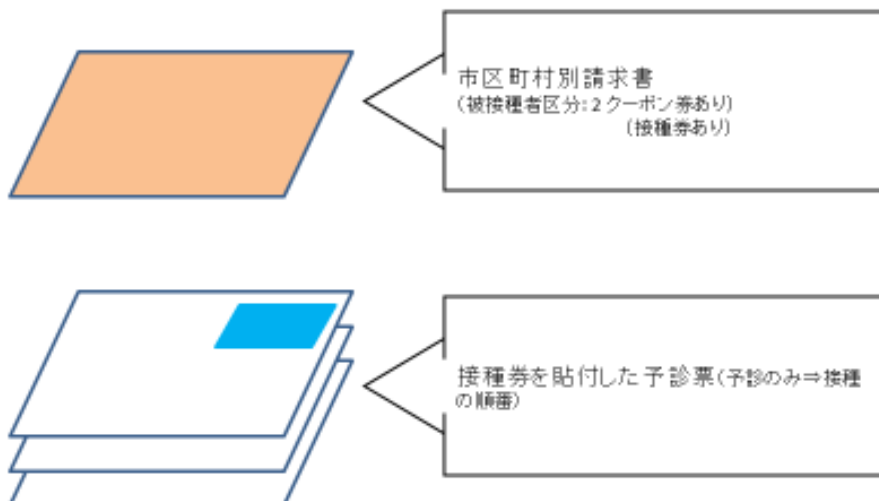 市区町村別請求書
（被接種者区分：2 クーポン券あり）
（接種券あり）
接種券を貼付した予診票（予診のみ⇒接種
の順番）